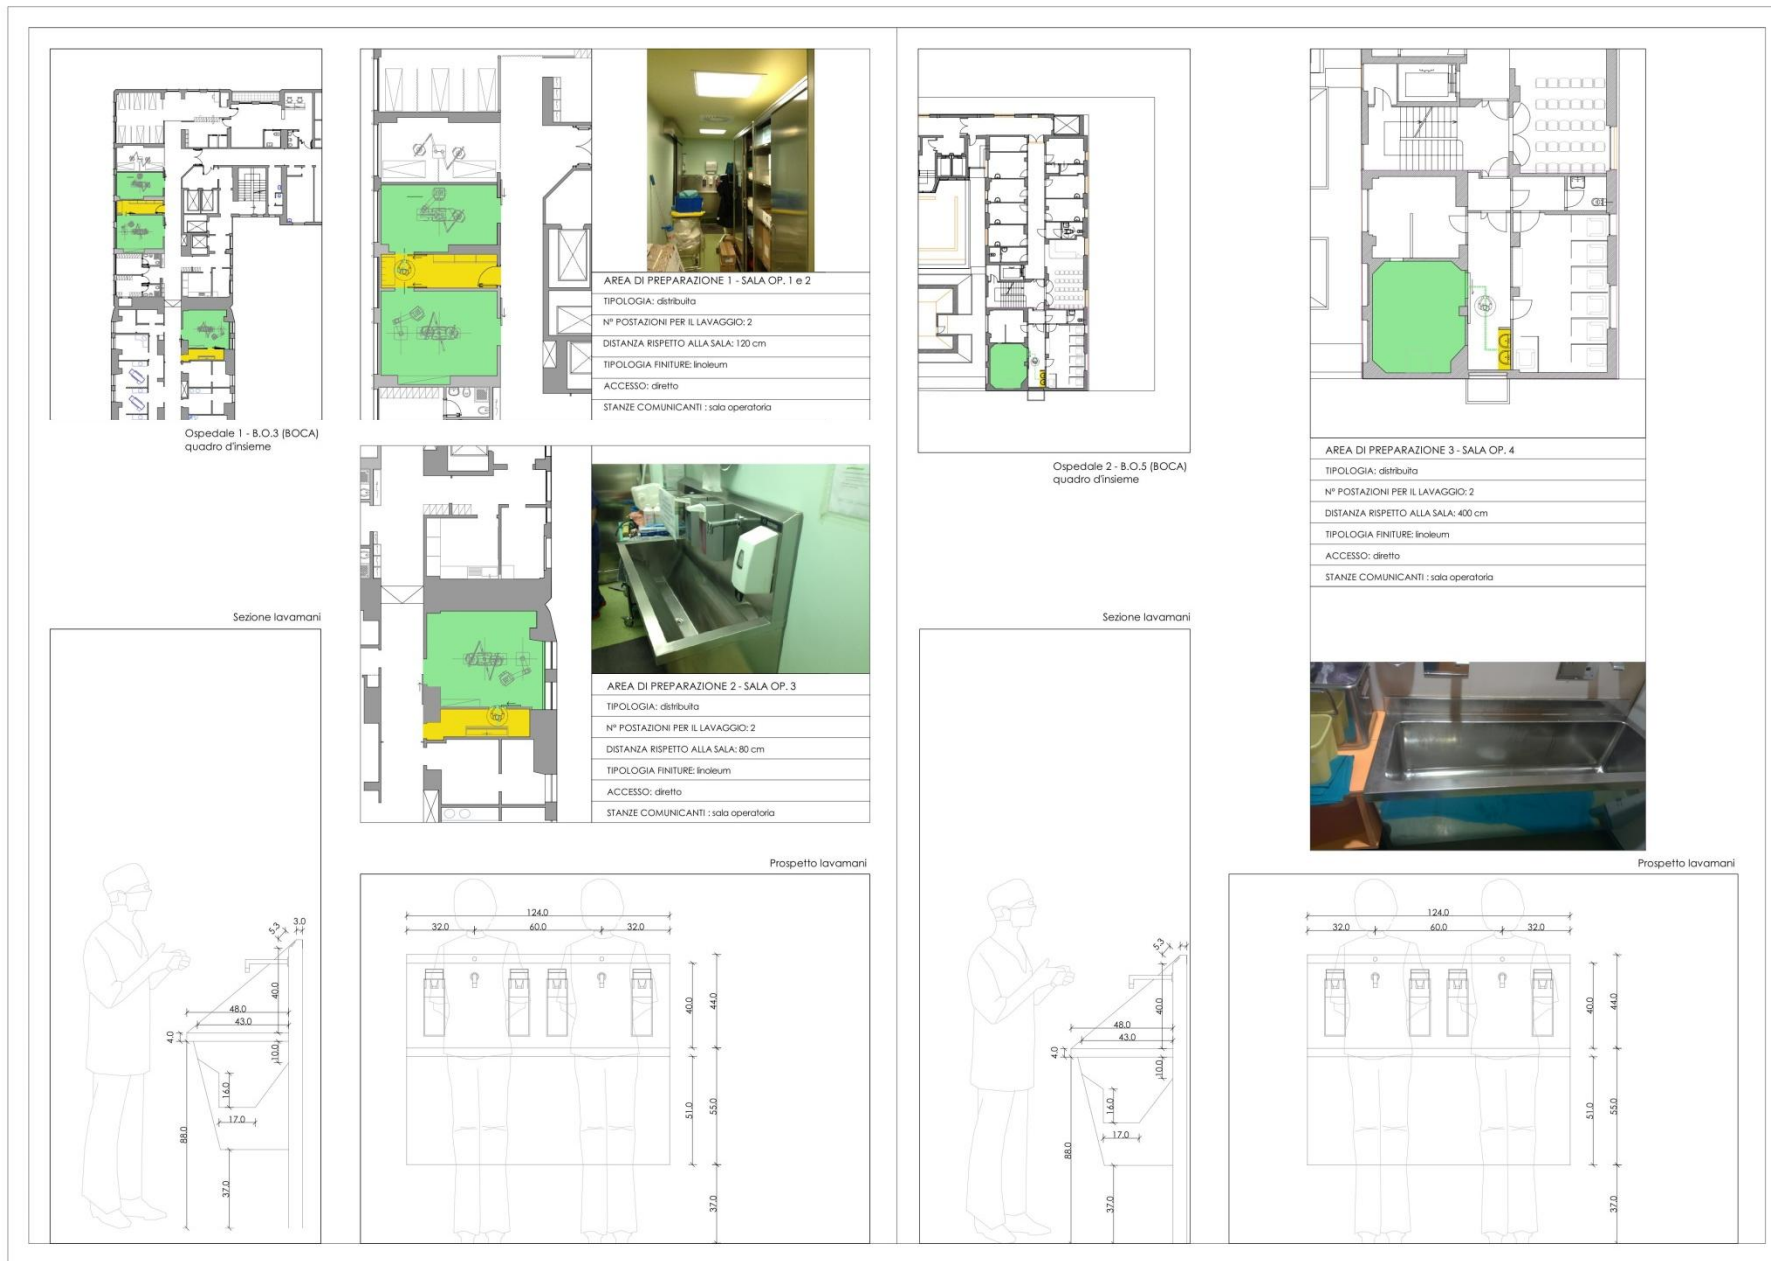 AREA DI PREPARAZIONE 1 - SALA OP. 1 e 2
TIPOLOGIA: distribuita
N° POSTAZIONI PER IL LAVAGGIO: 2
DISTANZA RISPETTO ALLA SALA: 120 cm
TIPOLOGIA FINITURE: linoleum
ACCESSO: diretto
STANZE COMUNICANTI : sala operatoria
Ospedale 1 - B.O.3 (BOCA)
quadro d'insieme
AREA DI PREPARAZIONE 2 - SALA OP. 3
TIPOLOGIA: distribuita
N° POSTAZIONI PER IL LAVAGGIO: 2
DISTANZA RISPETTO ALLA SALA: 80 cm
TIPOLOGIA FINITURE: linoleum
ACCESSO: diretto
STANZE COMUNICANTI : sala operatoria
Sezione lavamani
5.3
3.0
40.0
48.0
43.0
4.0
10.0
16.0
17.0
88.0
37.0
Prospetto lavamani
124.0
32.0 60.0 32.0
40.0
44.0
51.0
55.0
37.0
Ospedale 2 - B.O.5 (BOCA)
quadro d'insieme
AREA DI PREPARAZIONE 3 - SALA OP. 4
TIPOLOGIA: distribuita
N° POSTAZIONI PER IL LAVAGGIO: 2
DISTANZA RISPETTO ALLA SALA: 400 cm
TIPOLOGIA FINITURE: linoleum
ACCESSO: diretto
STANZE COMUNICANTI : sala operatoria
Sezione lavamani
5.3
40.0
48.0
43.0
4.0
10.0
16.0
17.0
88.0
37.0
Prospetto lavamani
124.0
32.0 60.0 32.0
40.0
44.0
51.0
55.0
37.0